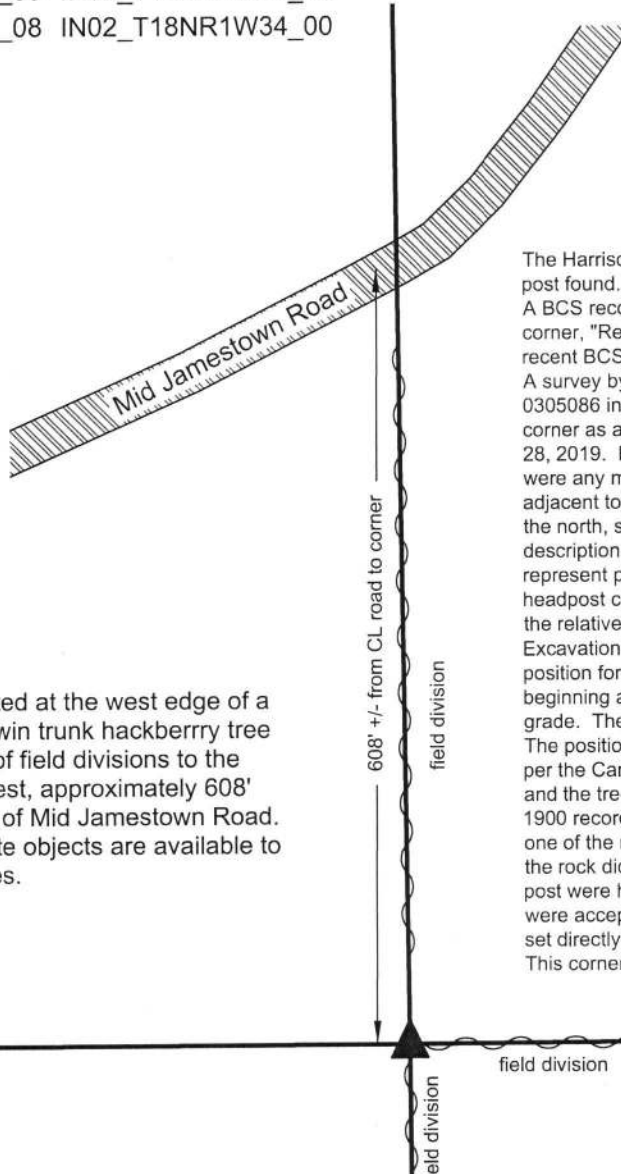 _08 IN02_T18NR1W34_00
Mid Jamestown Road
608' +/- from CL road to corner
field division
The Harriso
post found.
A BCS reco
corner, "Re
recent BCS
A survey by
0305086 in
corner as a
28, 2019.
were any m
adjacent to
the north, s
description
represent p
headpost c
the relative
Excavation
position for
beginning a
grade. The
The position
per the Car
and the tre
1900 record
one of the r
the rock did
post were h
were accep
set directly
This corner
ted at the west edge of a
win trunk hackberrry tree
of field divisions to the
est, approximately 608'
of Mid Jamestown Road.
te objects are available to
es.
field division
eld division